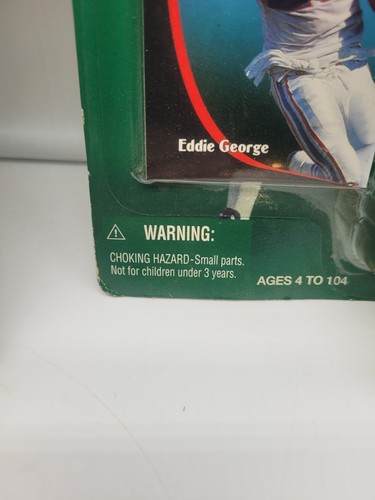 Eddie George
⚠ WARNING:
CHOKING HAZARD-Small parts.
Not for children under 3 years.
AGES 4 TO 104